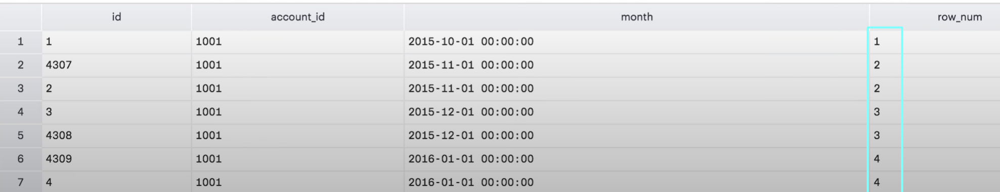 id account_id month row_num
1 1 1001 2015-10-01 00:00:00 1
2 4307 1001 2015-11-01 00:00:00 2
3 2 1001 2015-11-01 00:00:00 2
4 3 1001 2015-12-01 00:00:00 3
5 4308 1001 2015-12-01 00:00:00 3
6 4309 1001 2016-01-01 00:00:00 4
7 4 1001 2016-01-01 00:00:00 4